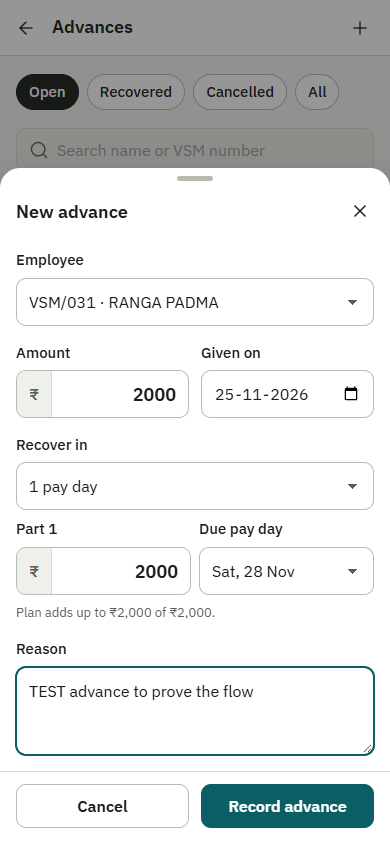 Advances
Open
Recovered
Cancelled
All
Search name or VSM number
New advance
Employee
VSM/031 · RANGA PADMA
Amount
Given on
₹ 2000
25-11-2026
Recover in
1 pay day
Part 1
Due pay day
₹ 2000
Sat, 28 Nov
Plan adds up to ₹2,000 of ₹2,000.
Reason
TEST advance to prove the flow
Cancel
Record advance